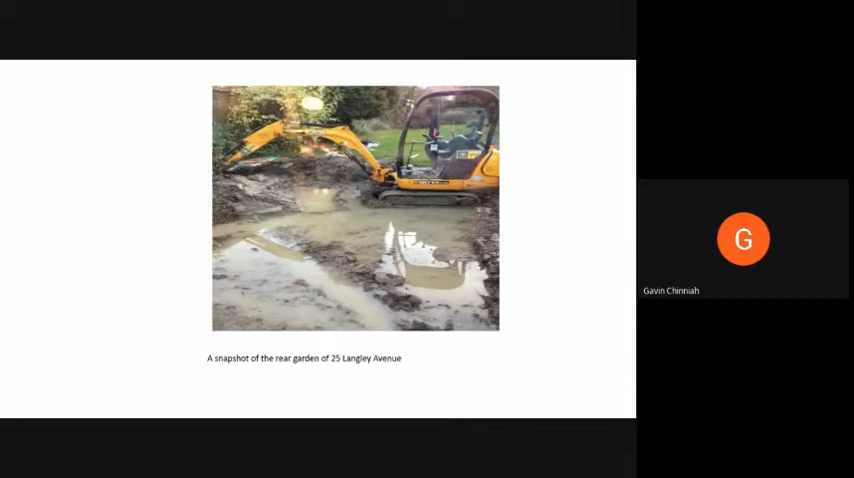 A snapshot of the rear garden of 25 Langley Avenue
G
Gavin Chinniah